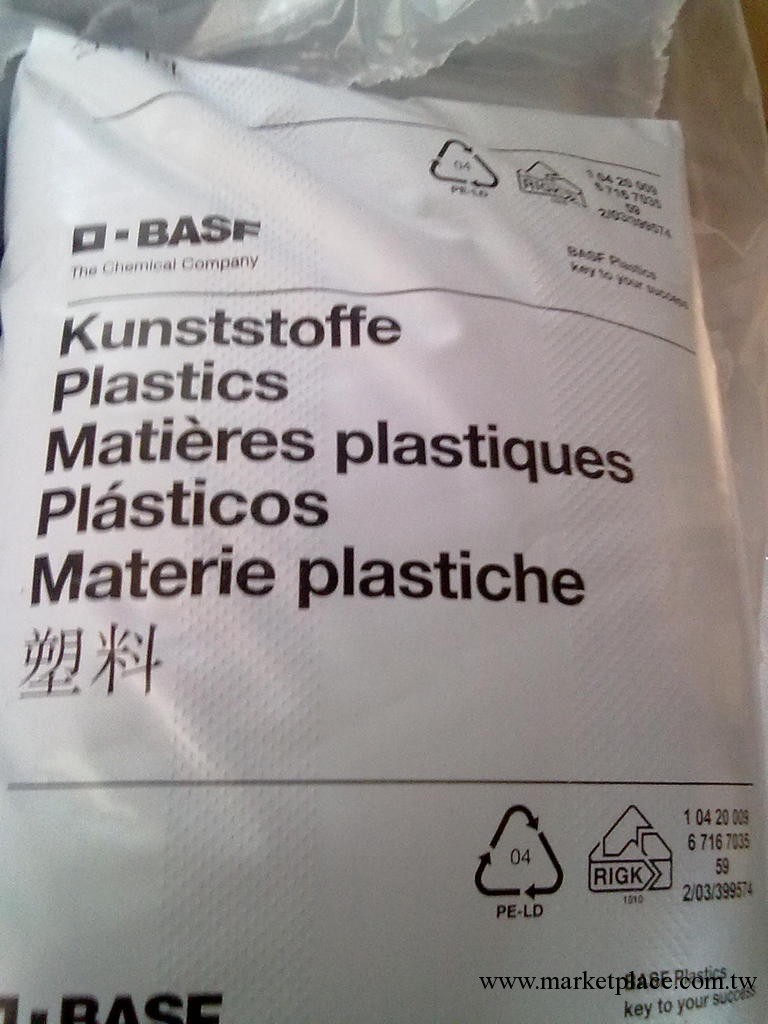 04
PE-LD
RIGK
1 04 20 009
6 716 7035
59
2/03/399574
BASF
The Chemical Company
BASF Plastics
key to your success
Kunststoffe
Plastics
Matières plastiques
Plásticos
Materie plastiche
塑料
04
PE-LD
RIGK
1010
1 04 20 009
6 716 7035
59
2/03/399574
BASF Plastics
www.marketplace.com.tw
key to your success
BASF